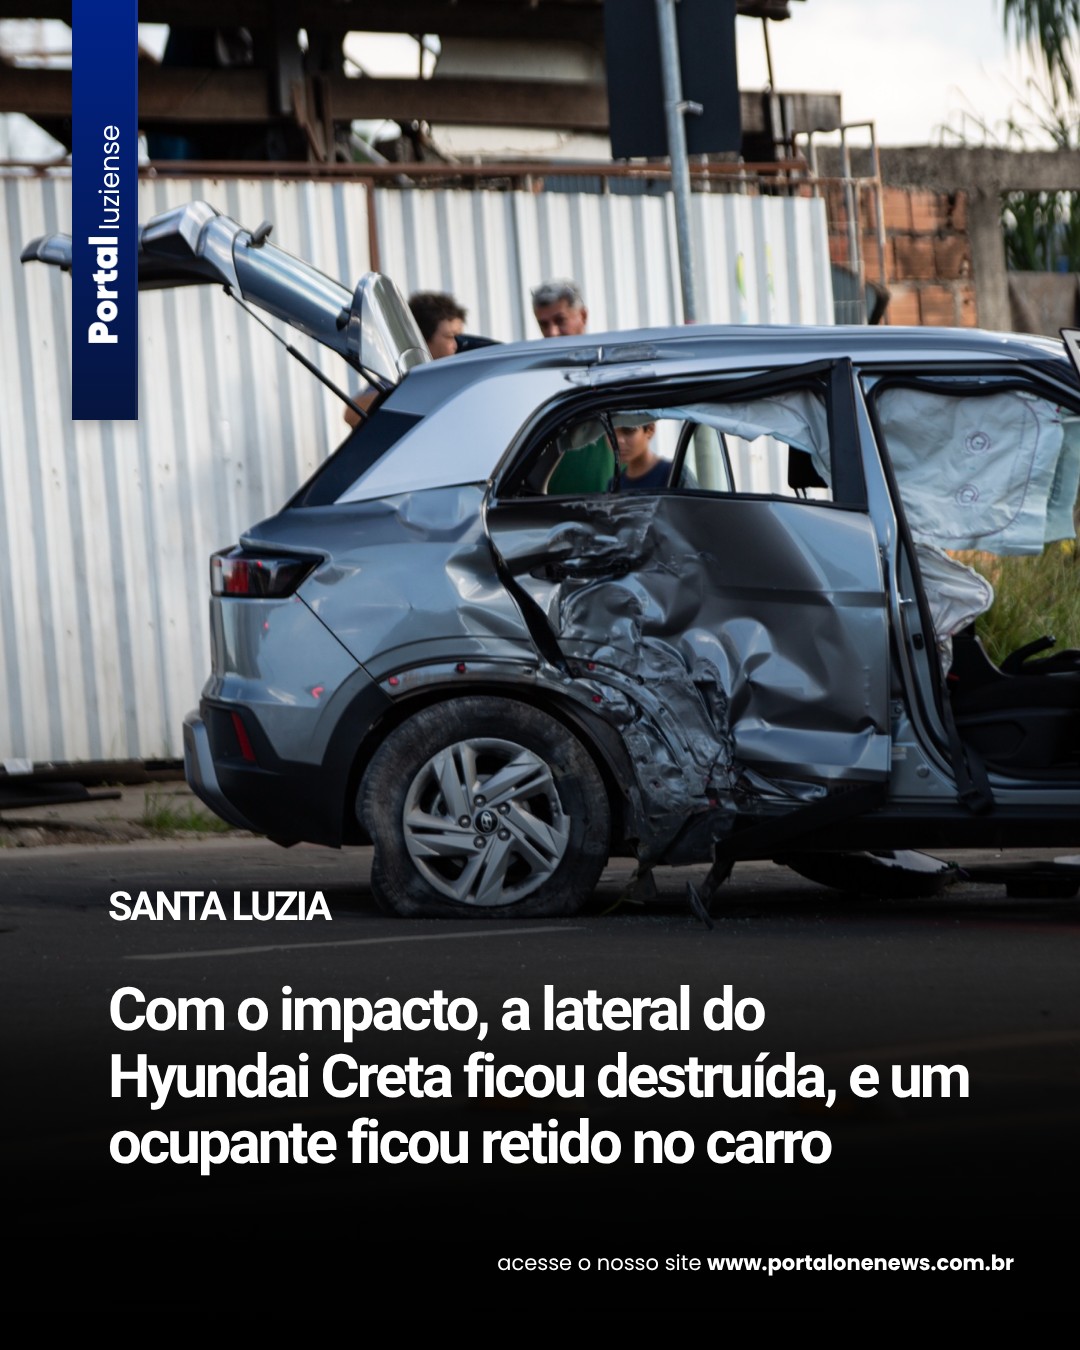 Portal luziense
SANTA LUZIA
Com o impacto, a lateral do
Hyundai Creta ficou destruída, e um
ocupante ficou retido no carro
acesse o nosso site www.portalonenews.com.br